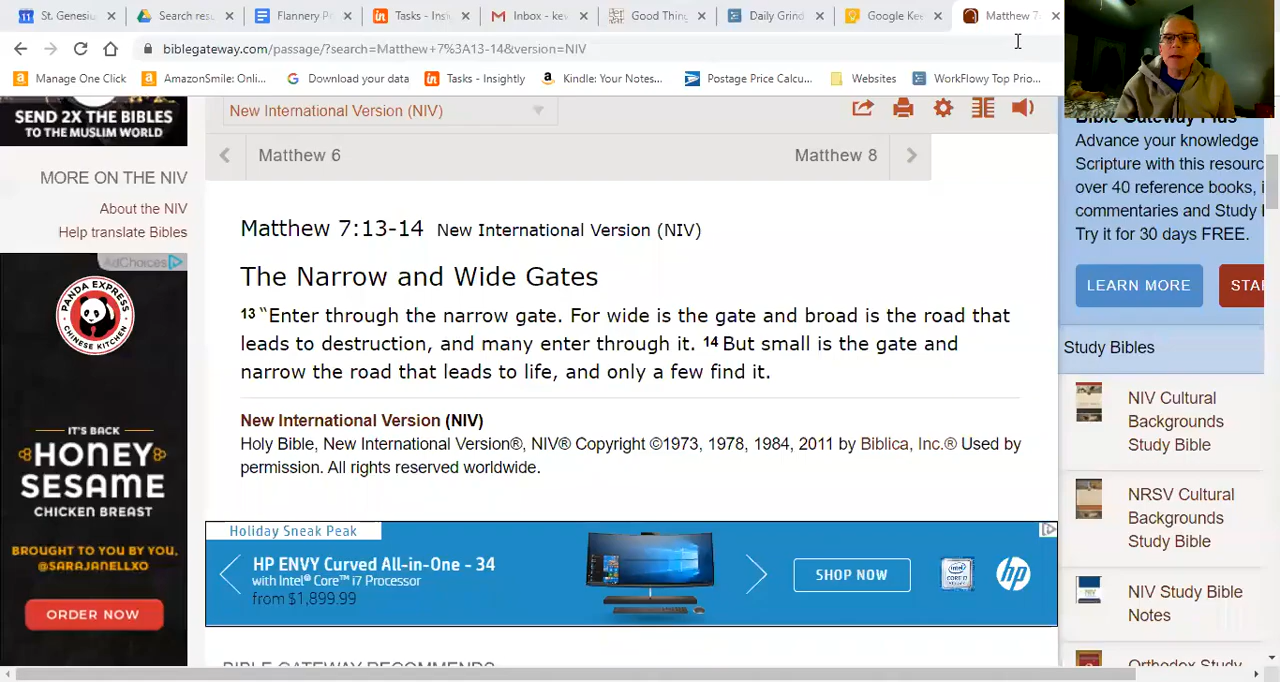 St. Genesiu
Search resu
Flannery P
Tasks - Insi
Inbox - kev
Good Thing
Daily Grind
Google Kee
Matthew 7:
biblegateway.com/passage/?search=Matthew+7%3A13-14&version=NIV
Manage One Click
AmazonSmile: Onli...
Download your data
Tasks - Insightly
Kindle: Your Notes...
Postage Price Calcu...
Websites
WorkFlowy Top Prio...
SEND 2X THE BIBLES
TO THE MUSLIM WORLD
MORE ON THE NIV
About the NIV
Help translate Bibles
AdChoices
PANDA EXPRESS
CHINESE KITCHEN
IT'S BACK
HONEY
SESAME
CHICKEN BREAST
BROUGHT TO YOU BY YOU,
@SARAJANELLXO
ORDER NOW
New International Version (NIV)
Matthew 6
Matthew 8
Matthew 7:13-14 New International Version (NIV)
The Narrow and Wide Gates
13 “Enter through the narrow gate. For wide is the gate and broad is the road that
leads to destruction, and many enter through it. 14 But small is the gate and
narrow the road that leads to life, and only a few find it.
New International Version (NIV)
Holy Bible, New International Version®, NIV® Copyright ©1973, 1978, 1984, 2011 by Biblica, Inc.® Used by
permission. All rights reserved worldwide.
Holiday Sneak Peak
HP ENVY Curved All-in-One - 34
with Intel® Core™ i7 Processor
from $1,899.99
SHOP NOW
hp
BIBLE GATEWAY RECOMMENDS
Bible Gateway Plus
Advance your knowledge
Scripture with this resourc
over 40 reference books, i
commentaries and Study
Try it for 30 days FREE.
LEARN MORE
STA
Study Bibles
NIV Cultural
Backgrounds
Study Bible
NRSV Cultural
Backgrounds
Study Bible
NIV Study Bible
Notes
Orthodox Study